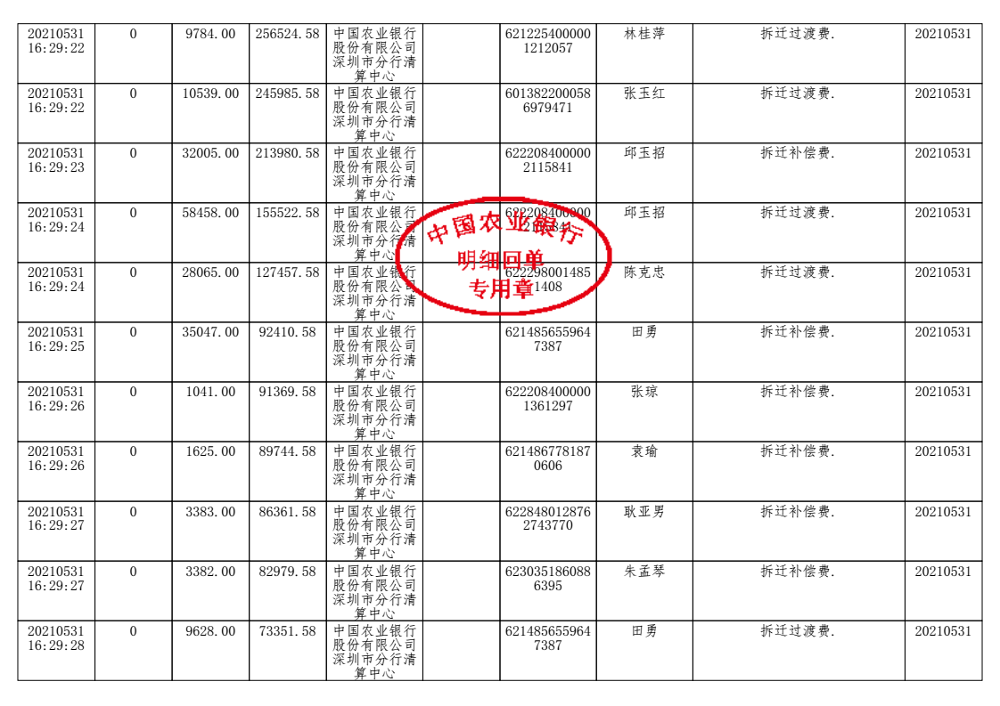 20210531 0 9784.00 256524.58 中国农业银行 621225400000 林桂萍 拆迁过渡费. 20210531
16:29:22 股份有限公司 1212057
深圳市分行清
算中心
20210531 0 10539.00 245985.58 中国农业银行 601382200058 张玉红 拆迁过渡费. 20210531
16:29:22 股份有限公司 6979471
深圳市分行清
算中心
20210531 0 32005.00 213980.58 中国农业银行 622208400000 邱玉招 拆迁补偿费. 20210531
16:29:23 股份有限公司 2115841
深圳市分行清
算中心
20210531 0 58458.00 155522.58 中国农业银行 622208400000 邱玉招 拆迁过渡费. 20210531
16:29:24 股份有限公司 2115841
深圳市分行清
算中心
中国农业银行
明细回单
专用章
20210531 0 28065.00 127457.58 中国农业银行 622298001485 陈克忠 拆迁过渡费. 20210531
16:29:24 股份有限公司 1408
深圳市分行清
算中心
20210531 0 35047.00 92410.58 中国农业银行 621485655964 田勇 拆迁补偿费. 20210531
16:29:25 股份有限公司 7387
深圳市分行清
算中心
20210531 0 1041.00 91369.58 中国农业银行 622208400000 张琼 拆迁补偿费. 20210531
16:29:26 股份有限公司 1361297
深圳市分行清
算中心
20210531 0 1625.00 89744.58 中国农业银行 621486778187 袁瑜 拆迁补偿费. 20210531
16:29:26 股份有限公司 0606
深圳市分行清
算中心
20210531 0 3383.00 86361.58 中国农业银行 622848012876 耿亚男 拆迁补偿费. 20210531
16:29:27 股份有限公司 2743770
深圳市分行清
算中心
20210531 0 3382.00 82979.58 中国农业银行 623035186088 朱孟琴 拆迁补偿费. 20210531
16:29:27 股份有限公司 6395
深圳市分行清
算中心
20210531 0 9628.00 73351.58 中国农业银行 621485655964 田勇 拆迁过渡费. 20210531
16:29:28 股份有限公司 7387
深圳市分行清
算中心